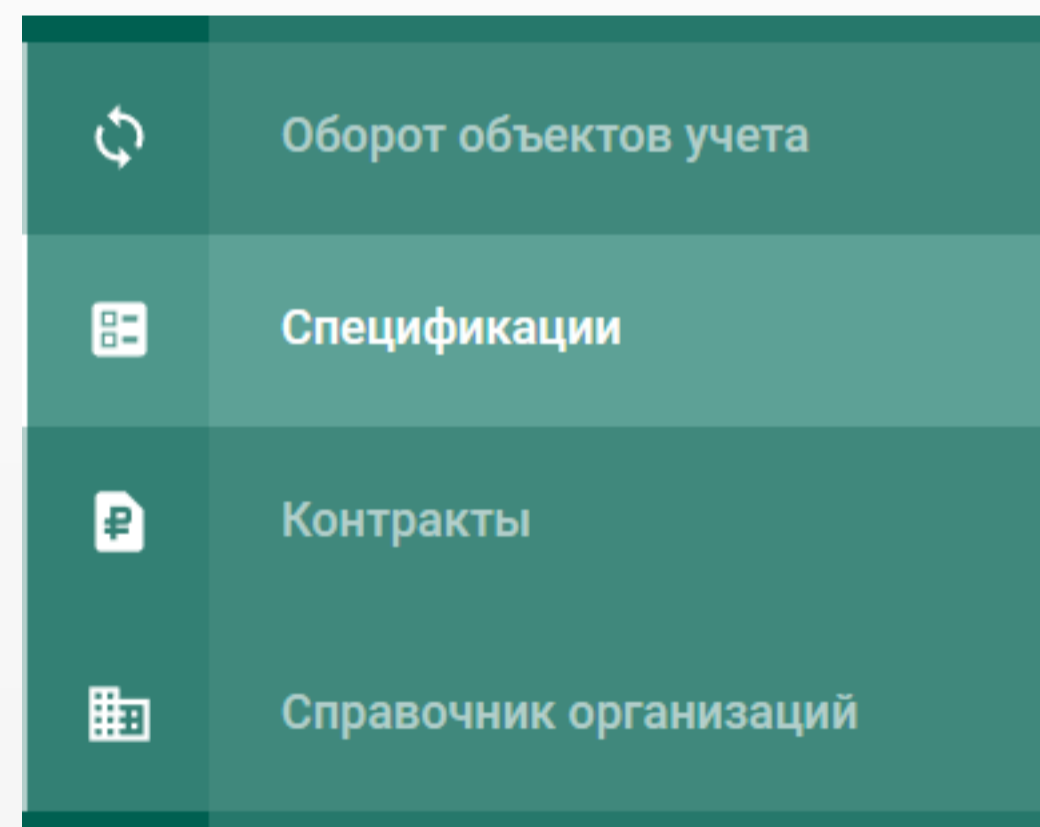 Оборот объектов учета
Спецификации
Контракты
Справочник организаций